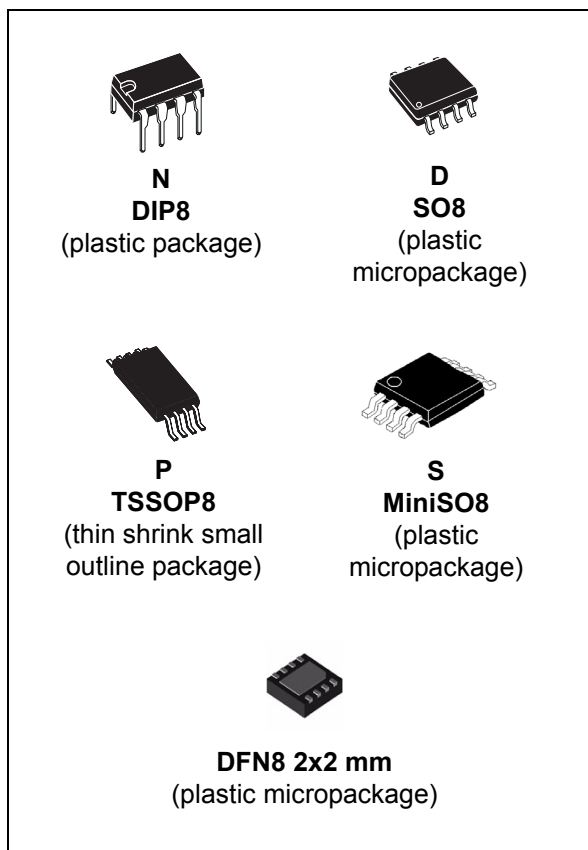 N
DIP8
(plastic package)
D
SO8
(plastic
micropackage)
P
TSSOP8
(thin shrink small
outline package)
S
MiniSO8
(plastic
micropackage)
DFN8 2x2 mm
(plastic micropackage)